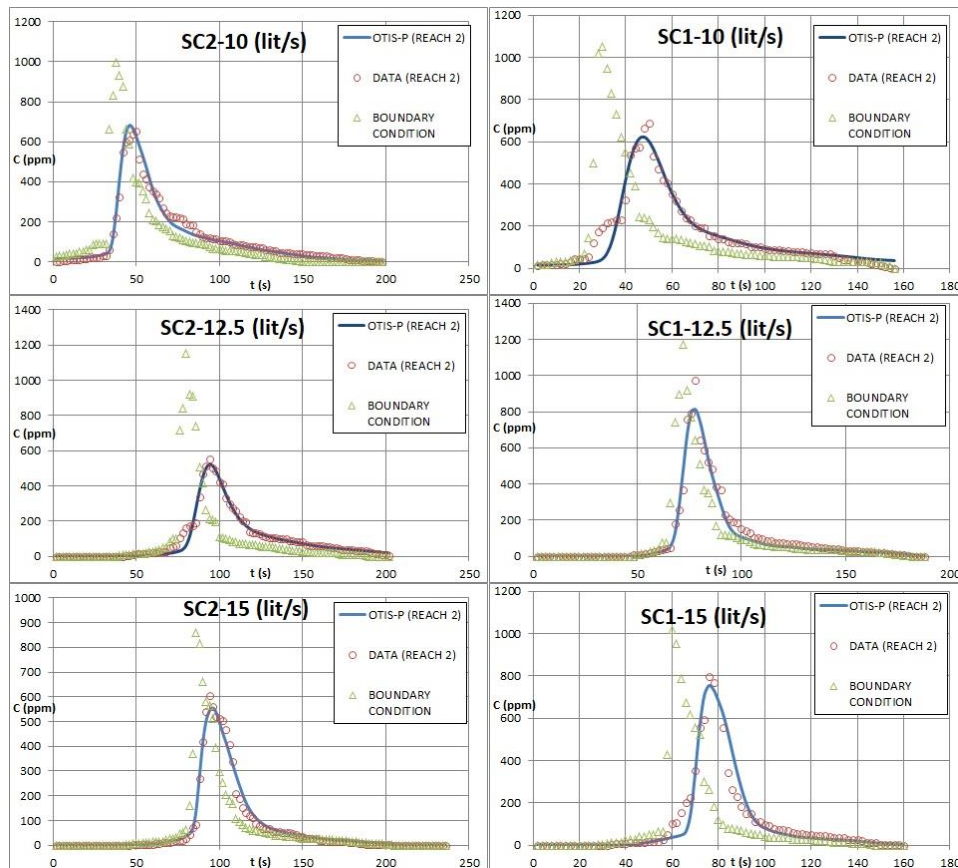 SC2-10 (lit/s)
1200
1000
800
600
400
200
0
C (ppm)
OTIS-P (REACH 2)
DATA (REACH 2)
BOUNDARY
CONDITION
0
50
100
150
200
250
t (s)
SC1-10 (lit/s)
1200
1000
800
600
400
200
0
C (ppm)
OTIS-P (REACH 2)
DATA (REACH 2)
BOUNDARY
CONDITION
0
20
40
60
80
100
120
140
160
180
t (s)
SC2-12.5 (lit/s)
1400
1200
1000
800
600
400
200
0
C (ppm)
OTIS-P (REACH 2)
DATA (REACH 2)
BOUNDARY
CONDITION
0
50
100
150
200
250
t (s)
SC1-12.5 (lit/s)
1400
1200
1000
800
600
400
200
0
C (ppm)
OTIS-P (REACH 2)
DATA (REACH 2)
BOUNDARY
CONDITION
0
50
100
150
200
t (s)
SC2-15 (lit/s)
1000
900
800
700
600
500
400
300
200
100
0
C (ppm)
OTIS-P (REACH 2)
DATA (REACH 2)
BOUNDARY
CONDITION
0
50
100
150
200
250
t (s)
SC1-15 (lit/s)
1200
1000
800
600
400
200
0
C (ppm)
OTIS-P (REACH 2)
DATA (REACH 2)
BOUNDARY
CONDITION
0
20
40
60
80
100
120
140
160
180
t (s)